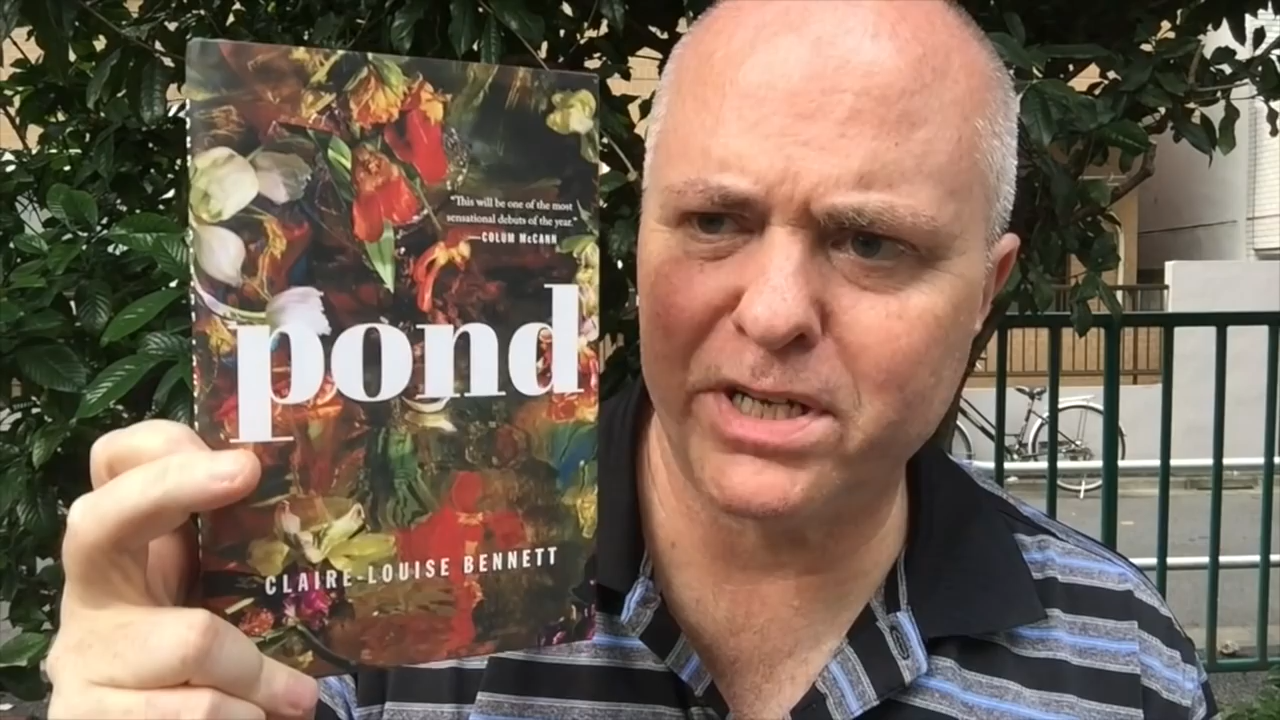 "This will be one of the most
sensational debuts of the year."
—COLUM McCANN
pond
CLAIRE-LOUISE BENNETT